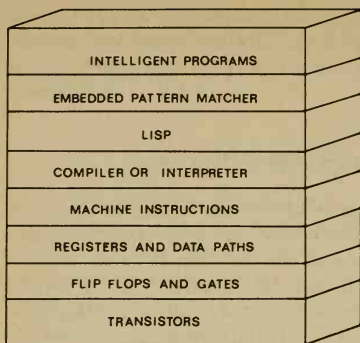 INTELLIGENT PROGRAMS
EMBEDDED PATTERN MATCHER
LISP
COMPILER OR INTERPRETER
MACHINE INSTRUCTIONS
REGISTERS AND DATA PATHS
FLIP FLOPS AND GATES
TRANSISTORS